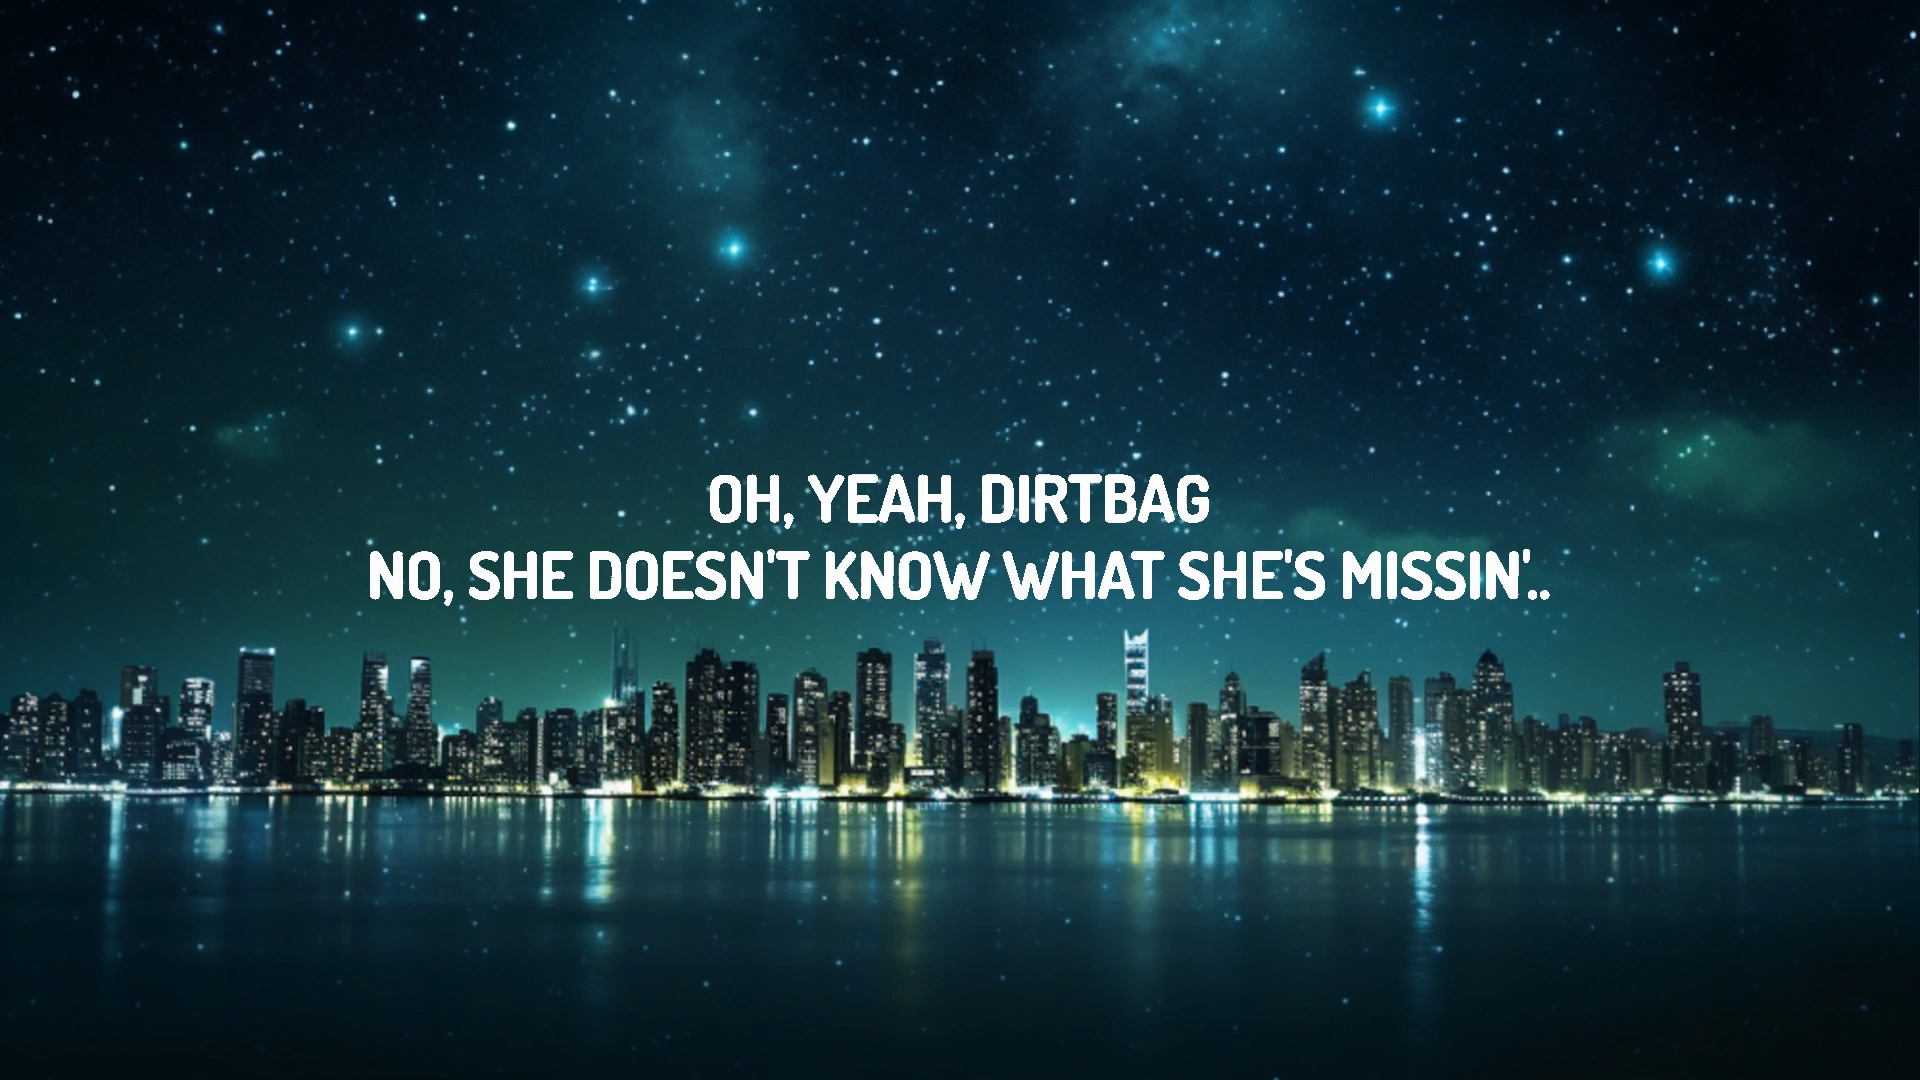 OH, YEAH, DIRTBAG
NO, SHE DOESN'T KNOW WHAT SHE'S MISSIN'..